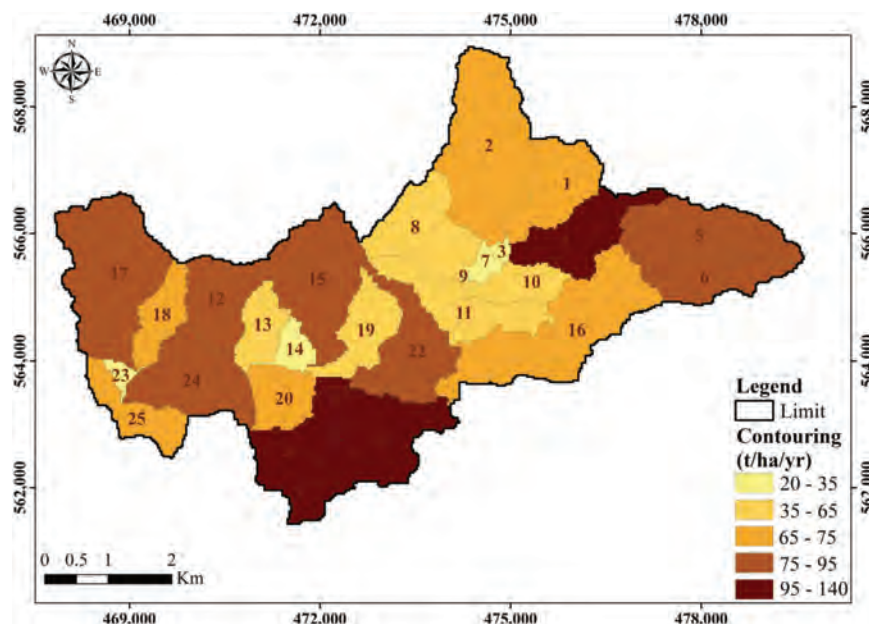 469,000 472,000 475,000 478,000
N
W E
S
568,000 568,000
2
1
566,000 566,000
8
5
17
3
7
15
12
9 10 6
11
18
13 19 16
14 22
564,000 564,000
23 24
20
25
Legend
Limit
Contouring
(t/ha/yr)
20 - 35
35 - 65
65 - 75
75 - 95
95 - 140
562,000 562,000
0 0.5 1 2
Km
469,000 472,000 475,000 478,000